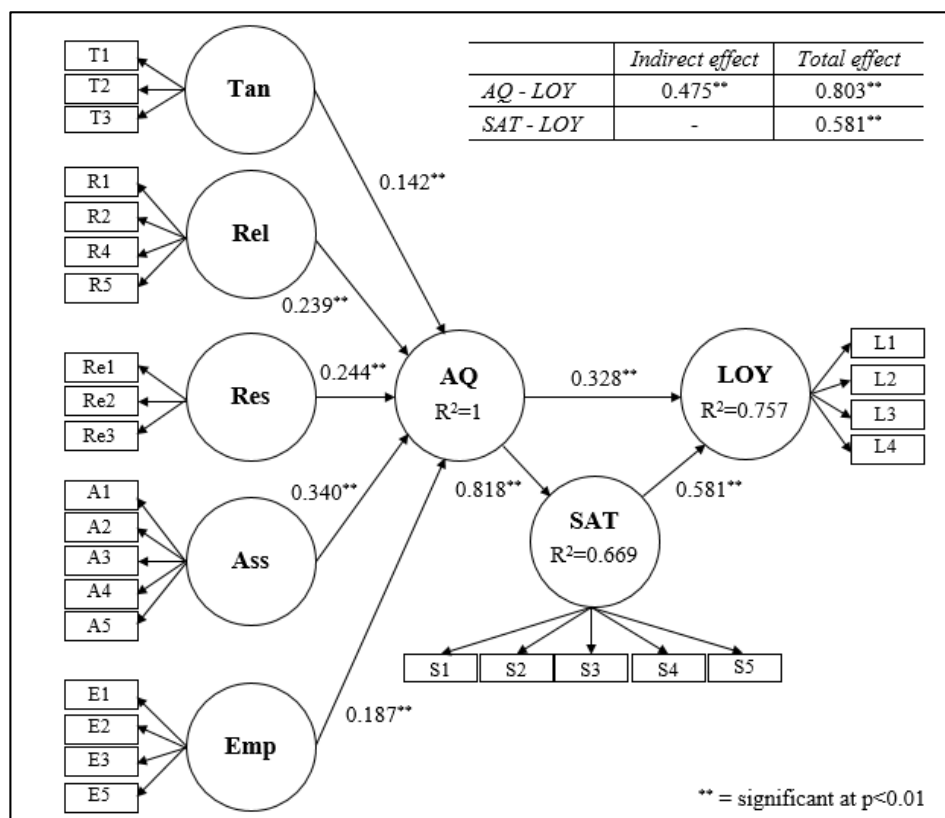 Indirect effect Total effect
AQ - LOY 0.475** 0.803**
SAT - LOY - 0.581**
T1
T2
T3
Tan
0.142**
R1
R2
R4
R5
Rel
0.239**
Re1
Re2
Re3
Res
0.244**
A1
A2
A3
A4
A5
Ass
0.340**
E1
E2
E3
E5
Emp
0.187**
AQ
R²=1
0.328**
0.818**
LOY
R²=0.757
L1
L2
L3
L4
SAT
R²=0.669
0.581**
S1
S2
S3
S4
S5
** = significant at p<0.01